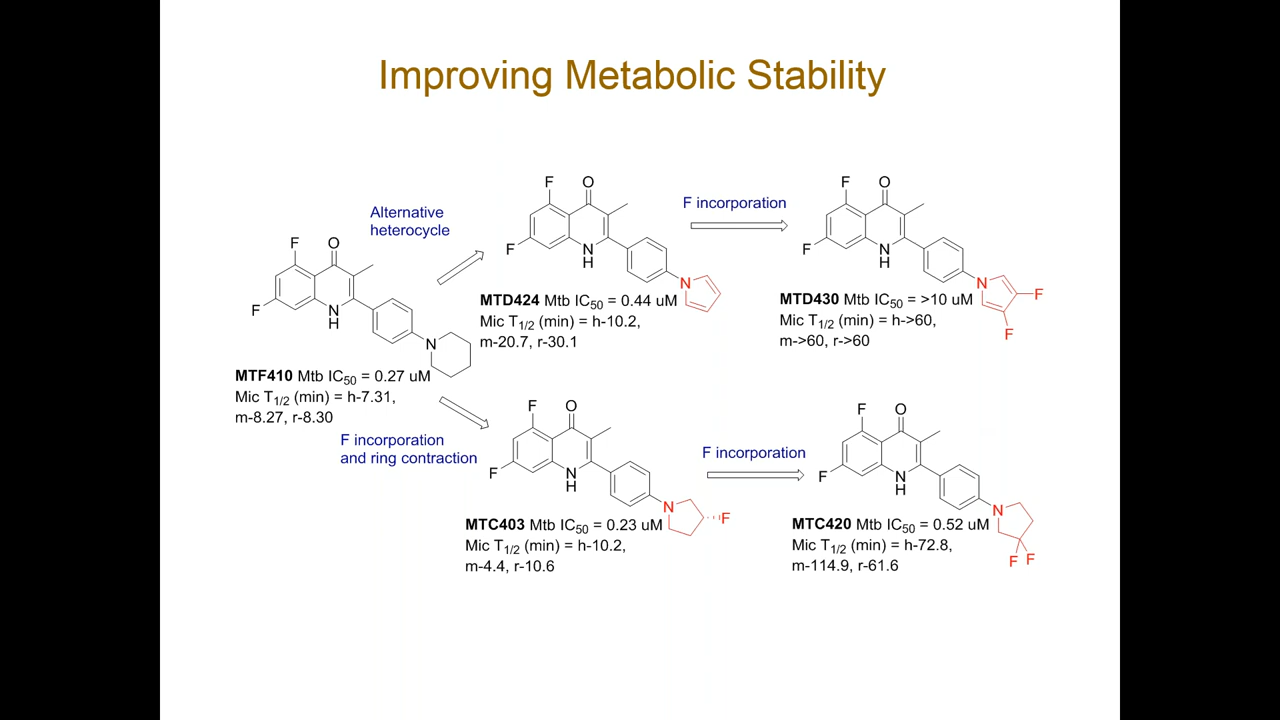 Improving Metabolic Stability
Alternative
heterocycle
F incorporation
F
O
F
N
H
N
MTF410 Mtb IC50 = 0.27 uM
Mic T1/2 (min) = h-7.31,
m-8.27, r-8.30
F
O
F
N
H
N
MTD424 Mtb IC50 = 0.44 uM
Mic T1/2 (min) = h-10.2,
m-20.7, r-30.1
F
O
F
N
H
N
F
F
MTD430 Mtb IC50 = >10 uM
Mic T1/2 (min) = h->60,
m->60, r->60
F incorporation
and ring contraction
F
O
F
N
H
N
F
MTC403 Mtb IC50 = 0.23 uM
Mic T1/2 (min) = h-10.2,
m-4.4, r-10.6
F incorporation
F
O
F
N
H
N
F F
MTC420 Mtb IC50 = 0.52 uM
Mic T1/2 (min) = h-72.8,
m-114.9, r-61.6